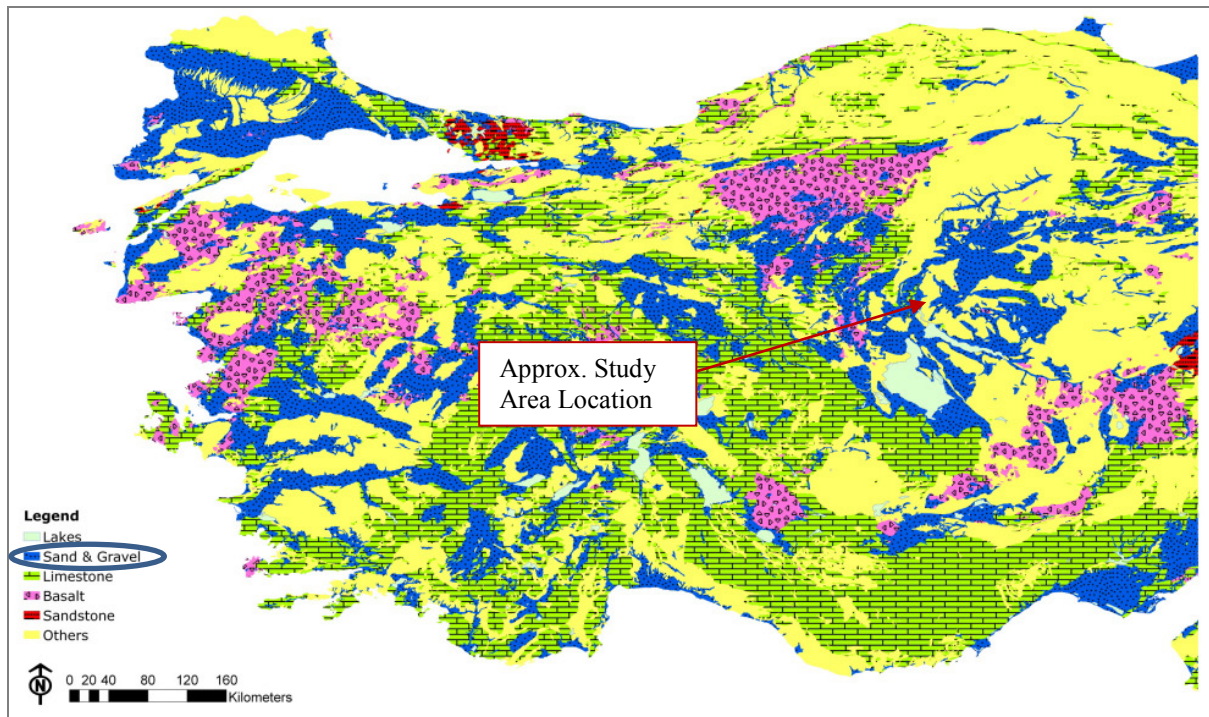 Approx. Study
Area Location
Legend
Lakes
Sand & Gravel
Limestone
Basalt
Sandstone
Others
N
0 20 40 80 120 160
Kilometers